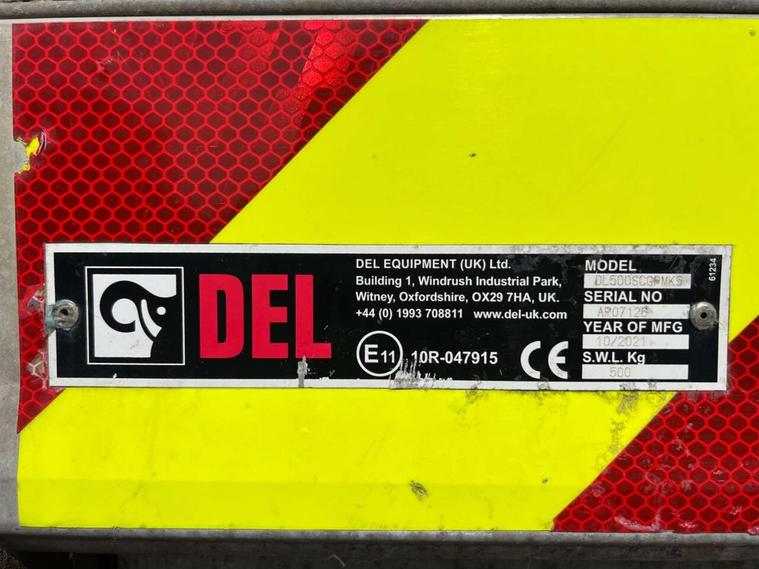 DEL
DEL EQUIPMENT (UK) Ltd.
Building 1, Windrush Industrial Park,
Witney, Oxfordshire, OX29 7HA, UK.
+44 (0) 1993 708811 www.del-uk.com
E11 10R-047915 CE
MODEL
DL500SCGPMK5
SERIAL NO
AP07126
YEAR OF MFG
10/2021
S.W.L. Kg
500
61234